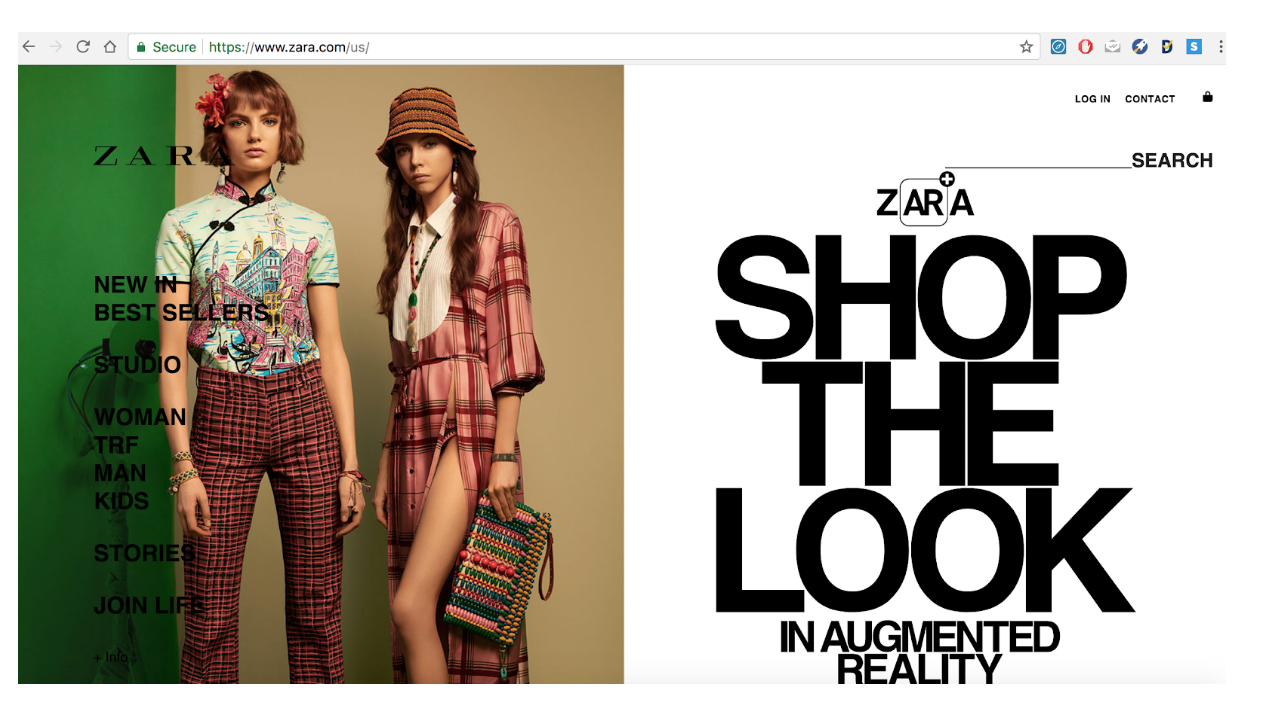 Secure https://www.zara.com/us/
LOG IN CONTACT
ZARA
SEARCH
ZARA
NEW IN
BEST SELLERS
STUDIO
WOMAN
TRF
MAN
KIDS
STORIES
JOIN LIFE
+ Info
SHOP
THE
LOOK
IN AUGMENTED
REALITY